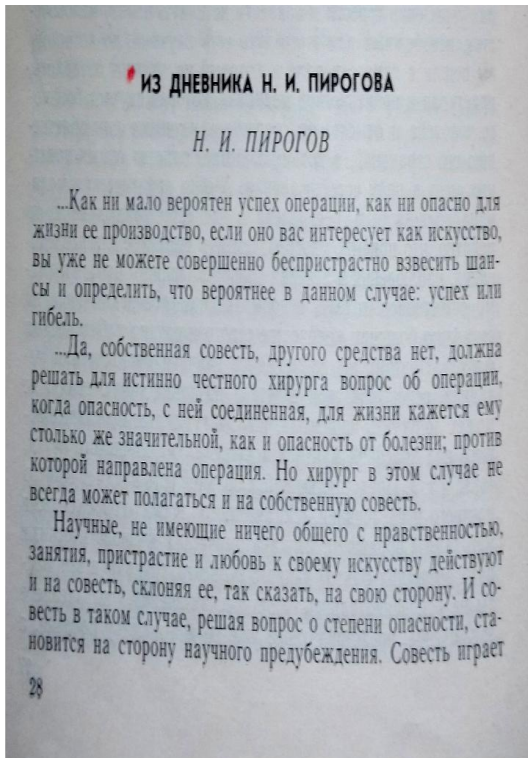 ИЗ ДНЕВНИКА Н. И. ПИРОГОВА
Н. И. ПИРОГОВ
...Как ни мало вероятен успех операции, как ни опасно для
жизни ее производство, если оно вас интересует как искусство,
вы уже не можете совершенно беспристрастно взвесить шан-
сы и определить, что вероятнее в данном случае: успех или
гибель.
...Да, собственная совесть, другого средства нет, должна
решать для истинно честного хирурга вопрос об операции,
когда опасность, с ней соединенная, для жизни кажется ему
столько же значительной, как и опасность от болезни; против
которой направлена операция. Но хирург в этом случае не
всегда может полагаться и на собственную совесть.
Научные, не имеющие ничего общего с нравственностью,
занятия, пристрастие и любовь к своему искусству действуют
и на совесть, склоняя ее, так сказать, на свою сторону. И со-
весть в таком случае, решая вопрос о степени опасности, ста-
новится на сторону научного предубеждения. Совесть играет
28